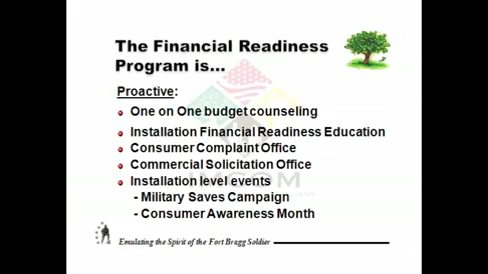 The Financial Readiness
Program is...
Proactive:
One on One budget counseling
Installation Financial Readiness Education
Consumer Complaint Office
Commercial Solicitation Office
Installation level events
- Military Saves Campaign
- Consumer Awareness Month
IMCOM
Emulating the Spirit of the Fort Bragg Soldier